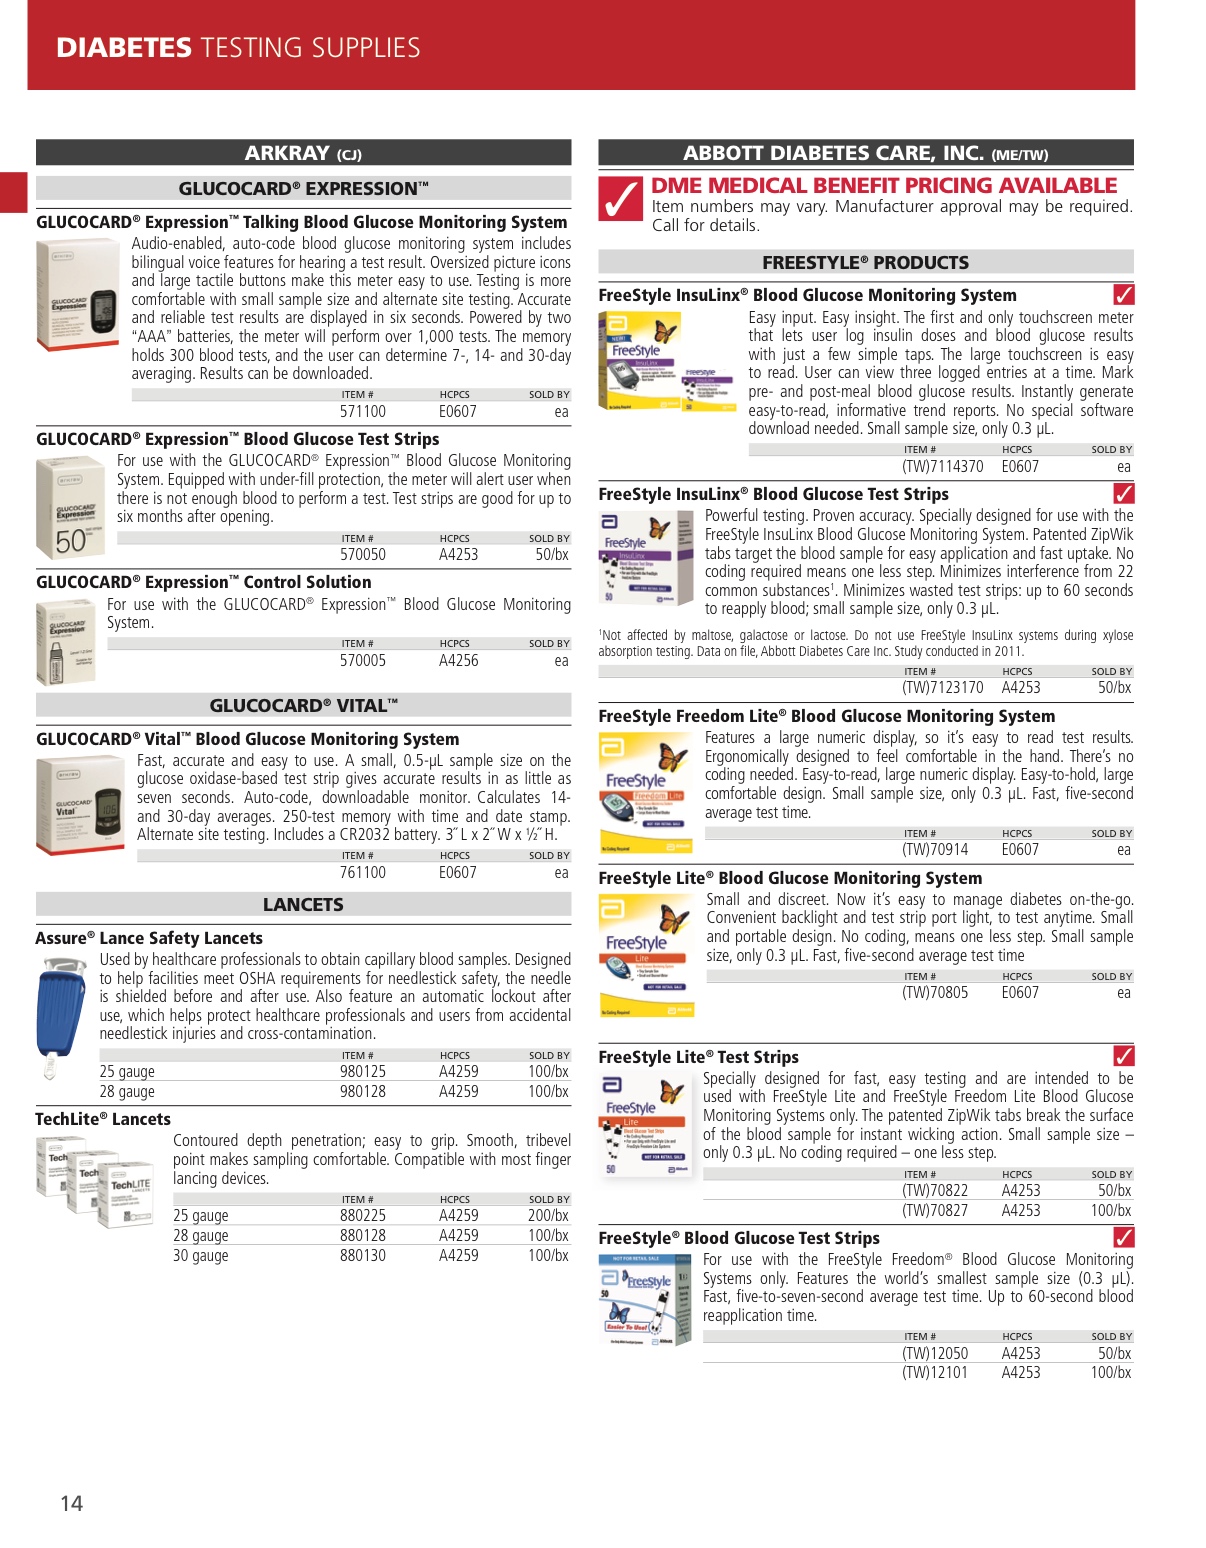 DIABETES TESTING SUPPLIES
ARKRAY (CJ)
GLUCOCARD® EXPRESSION™
GLUCOCARD® Expression™ Talking Blood Glucose Monitoring System
Audio-enabled, auto-code blood glucose monitoring system includes
bilingual voice features for hearing a test result. Oversized picture icons
and large tactile buttons make this meter easy to use. Testing is more
comfortable with small sample size and alternate site testing. Accurate
and reliable test results are displayed in six seconds. Powered by two
“AAA” batteries, the meter will perform over 1,000 tests. The memory
holds 300 blood tests, and the user can determine 7-, 14- and 30-day
averaging. Results can be downloaded.
ITEM # HCPCS SOLD BY
571100 E0607 ea
GLUCOCARD® Expression™ Blood Glucose Test Strips
For use with the GLUCOCARD® Expression™ Blood Glucose Monitoring
System. Equipped with under-fill protection, the meter will alert user when
there is not enough blood to perform a test. Test strips are good for up to
six months after opening.
ITEM # HCPCS SOLD BY
570050 A4253 50/bx
GLUCOCARD® Expression™ Control Solution
For use with the GLUCOCARD® Expression™ Blood Glucose Monitoring
System.
ITEM # HCPCS SOLD BY
570005 A4256 ea
GLUCOCARD® VITAL™
GLUCOCARD® Vital™ Blood Glucose Monitoring System
Fast, accurate and easy to use. A small, 0.5-µL sample size on the
glucose oxidase-based test strip gives accurate results in as little as
seven seconds. Auto-code, downloadable monitor. Calculates 14-
and 30-day averages. 250-test memory with time and date stamp.
Alternate site testing. Includes a CR2032 battery. 3˝ L x 2˝ W x ½˝ H.
ITEM # HCPCS SOLD BY
761100 E0607 ea
LANCETS
Assure® Lance Safety Lancets
Used by healthcare professionals to obtain capillary blood samples. Designed
to help facilities meet OSHA requirements for needlestick safety, the needle
is shielded before and after use. Also feature an automatic lockout after
use, which helps protect healthcare professionals and users from accidental
needlestick injuries and cross-contamination.
ITEM # HCPCS SOLD BY
25 gauge 980125 A4259 100/bx
28 gauge 980128 A4259 100/bx
TechLite® Lancets
Contoured depth penetration; easy to grip. Smooth, tribevel
point makes sampling comfortable. Compatible with most finger
lancing devices.
ITEM # HCPCS SOLD BY
25 gauge 880225 A4259 200/bx
28 gauge 880128 A4259 100/bx
30 gauge 880130 A4259 100/bx
ABBOTT DIABETES CARE, INC. (ME/TW)
DME MEDICAL BENEFIT PRICING AVAILABLE
Item numbers may vary. Manufacturer approval may be required.
Call for details.
FREESTYLE® PRODUCTS
FreeStyle InsuLinx® Blood Glucose Monitoring System
Easy input. Easy insight. The first and only touchscreen meter
that lets user log insulin doses and blood glucose results
with just a few simple taps. The large touchscreen is easy
to read. User can view three logged entries at a time. Mark
pre- and post-meal blood glucose results. Instantly generate
easy-to-read, informative trend reports. No special software
download needed. Small sample size, only 0.3 µL.
ITEM # HCPCS SOLD BY
(TW)7114370 E0607 ea
FreeStyle InsuLinx® Blood Glucose Test Strips
Powerful testing. Proven accuracy. Specially designed for use with the
FreeStyle InsuLinx Blood Glucose Monitoring System. Patented ZipWik
tabs target the blood sample for easy application and fast uptake. No
coding required means one less step. Minimizes interference from 22
common substances¹. Minimizes wasted test strips: up to 60 seconds
to reapply blood; small sample size, only 0.3 µL.
¹Not affected by maltose, galactose or lactose. Do not use FreeStyle InsuLinx systems during xylose
absorption testing. Data on file, Abbott Diabetes Care Inc. Study conducted in 2011.
ITEM # HCPCS SOLD BY
(TW)7123170 A4253 50/bx
FreeStyle Freedom Lite® Blood Glucose Monitoring System
Features a large numeric display, so it’s easy to read test results.
Ergonomically designed to feel comfortable in the hand. There’s no
coding needed. Easy-to-read, large numeric display. Easy-to-hold, large
comfortable design. Small sample size, only 0.3 µL. Fast, five-second
average test time.
ITEM # HCPCS SOLD BY
(TW)70914 E0607 ea
FreeStyle Lite® Blood Glucose Monitoring System
Small and discreet. Now it’s easy to manage diabetes on-the-go.
Convenient backlight and test strip port light, to test anytime. Small
and portable design. No coding, means one less step. Small sample
size, only 0.3 µL. Fast, five-second average test time
ITEM # HCPCS SOLD BY
(TW)70805 E0607 ea
FreeStyle Lite® Test Strips
Specially designed for fast, easy testing and are intended to be
used with FreeStyle Lite and FreeStyle Freedom Lite Blood Glucose
Monitoring Systems only. The patented ZipWik tabs break the surface
of the blood sample for instant wicking action. Small sample size –
only 0.3 µL. No coding required – one less step.
ITEM # HCPCS SOLD BY
(TW)70822 A4253 50/bx
(TW)70827 A4253 100/bx
FreeStyle® Blood Glucose Test Strips
For use with the FreeStyle Freedom® Blood Glucose Monitoring
Systems only. Features the world’s smallest sample size (0.3 µL).
Fast, five-to-seven-second average test time. Up to 60-second blood
reapplication time.
ITEM # HCPCS SOLD BY
(TW)12050 A4253 50/bx
(TW)12101 A4253 100/bx
14